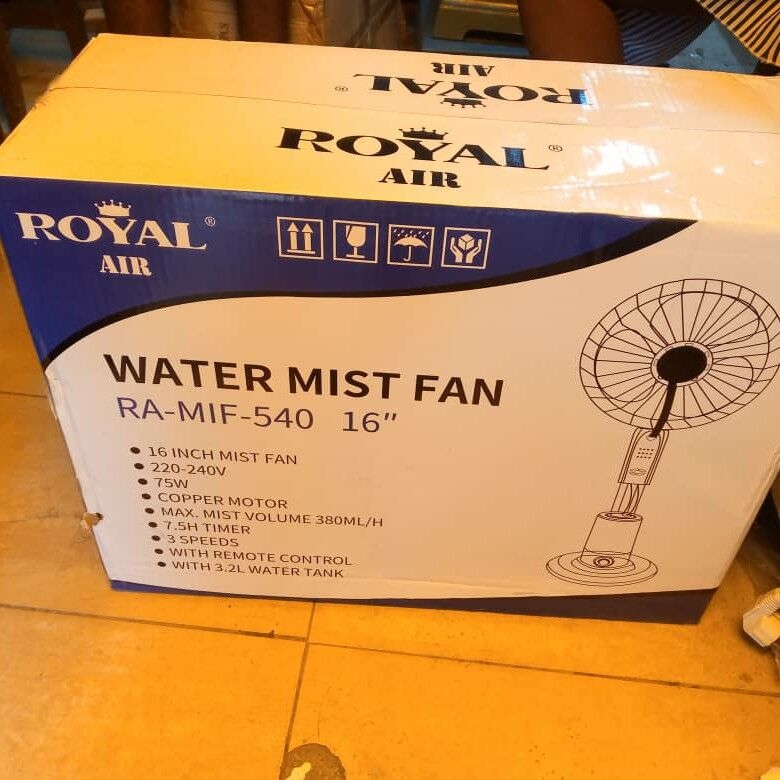 ROYAL®
AIR
ROYAL®
AIR
ROYAL®
AIR
WATER MIST FAN
RA-MIF-540 16"
• 16 INCH MIST FAN
• 220-240V
• 75W
• COPPER MOTOR
• MAX. MIST VOLUME 380ML/H
• 7.5H TIMER
• 3 SPEEDS
• WITH REMOTE CONTROL
• WITH 3.2L WATER TANK